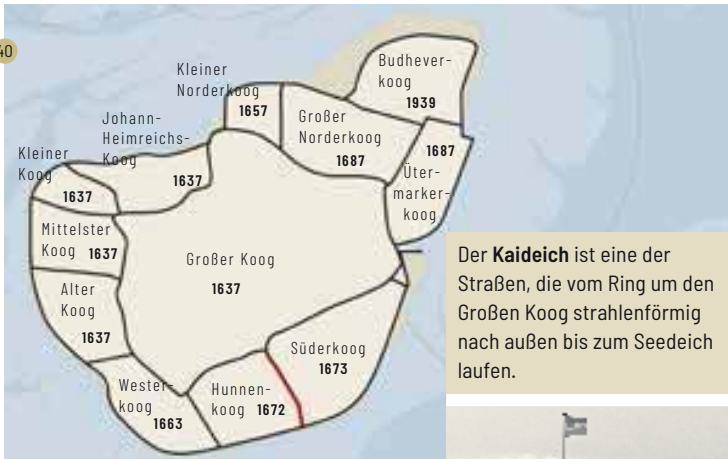 40
Kleiner
Norderkoog
1657
Budhever-
koog
1939
Großer
Norderkoog
1687
Johann-
Heimreichs-
Koog
1637
Kleiner
Koog
1637
1687
Üter-
marker-
koog
Mittelster
Koog 1637
Großer Koog
1637
Alter
Koog
1637
Süderkoog
1673
Wester-
koog
1663
Hunnen-
koog 1672
Der Kaideich ist eine der
Straßen, die vom Ring um den
Großen Koog strahlenförmig
nach außen bis zum Seedeich
laufen.